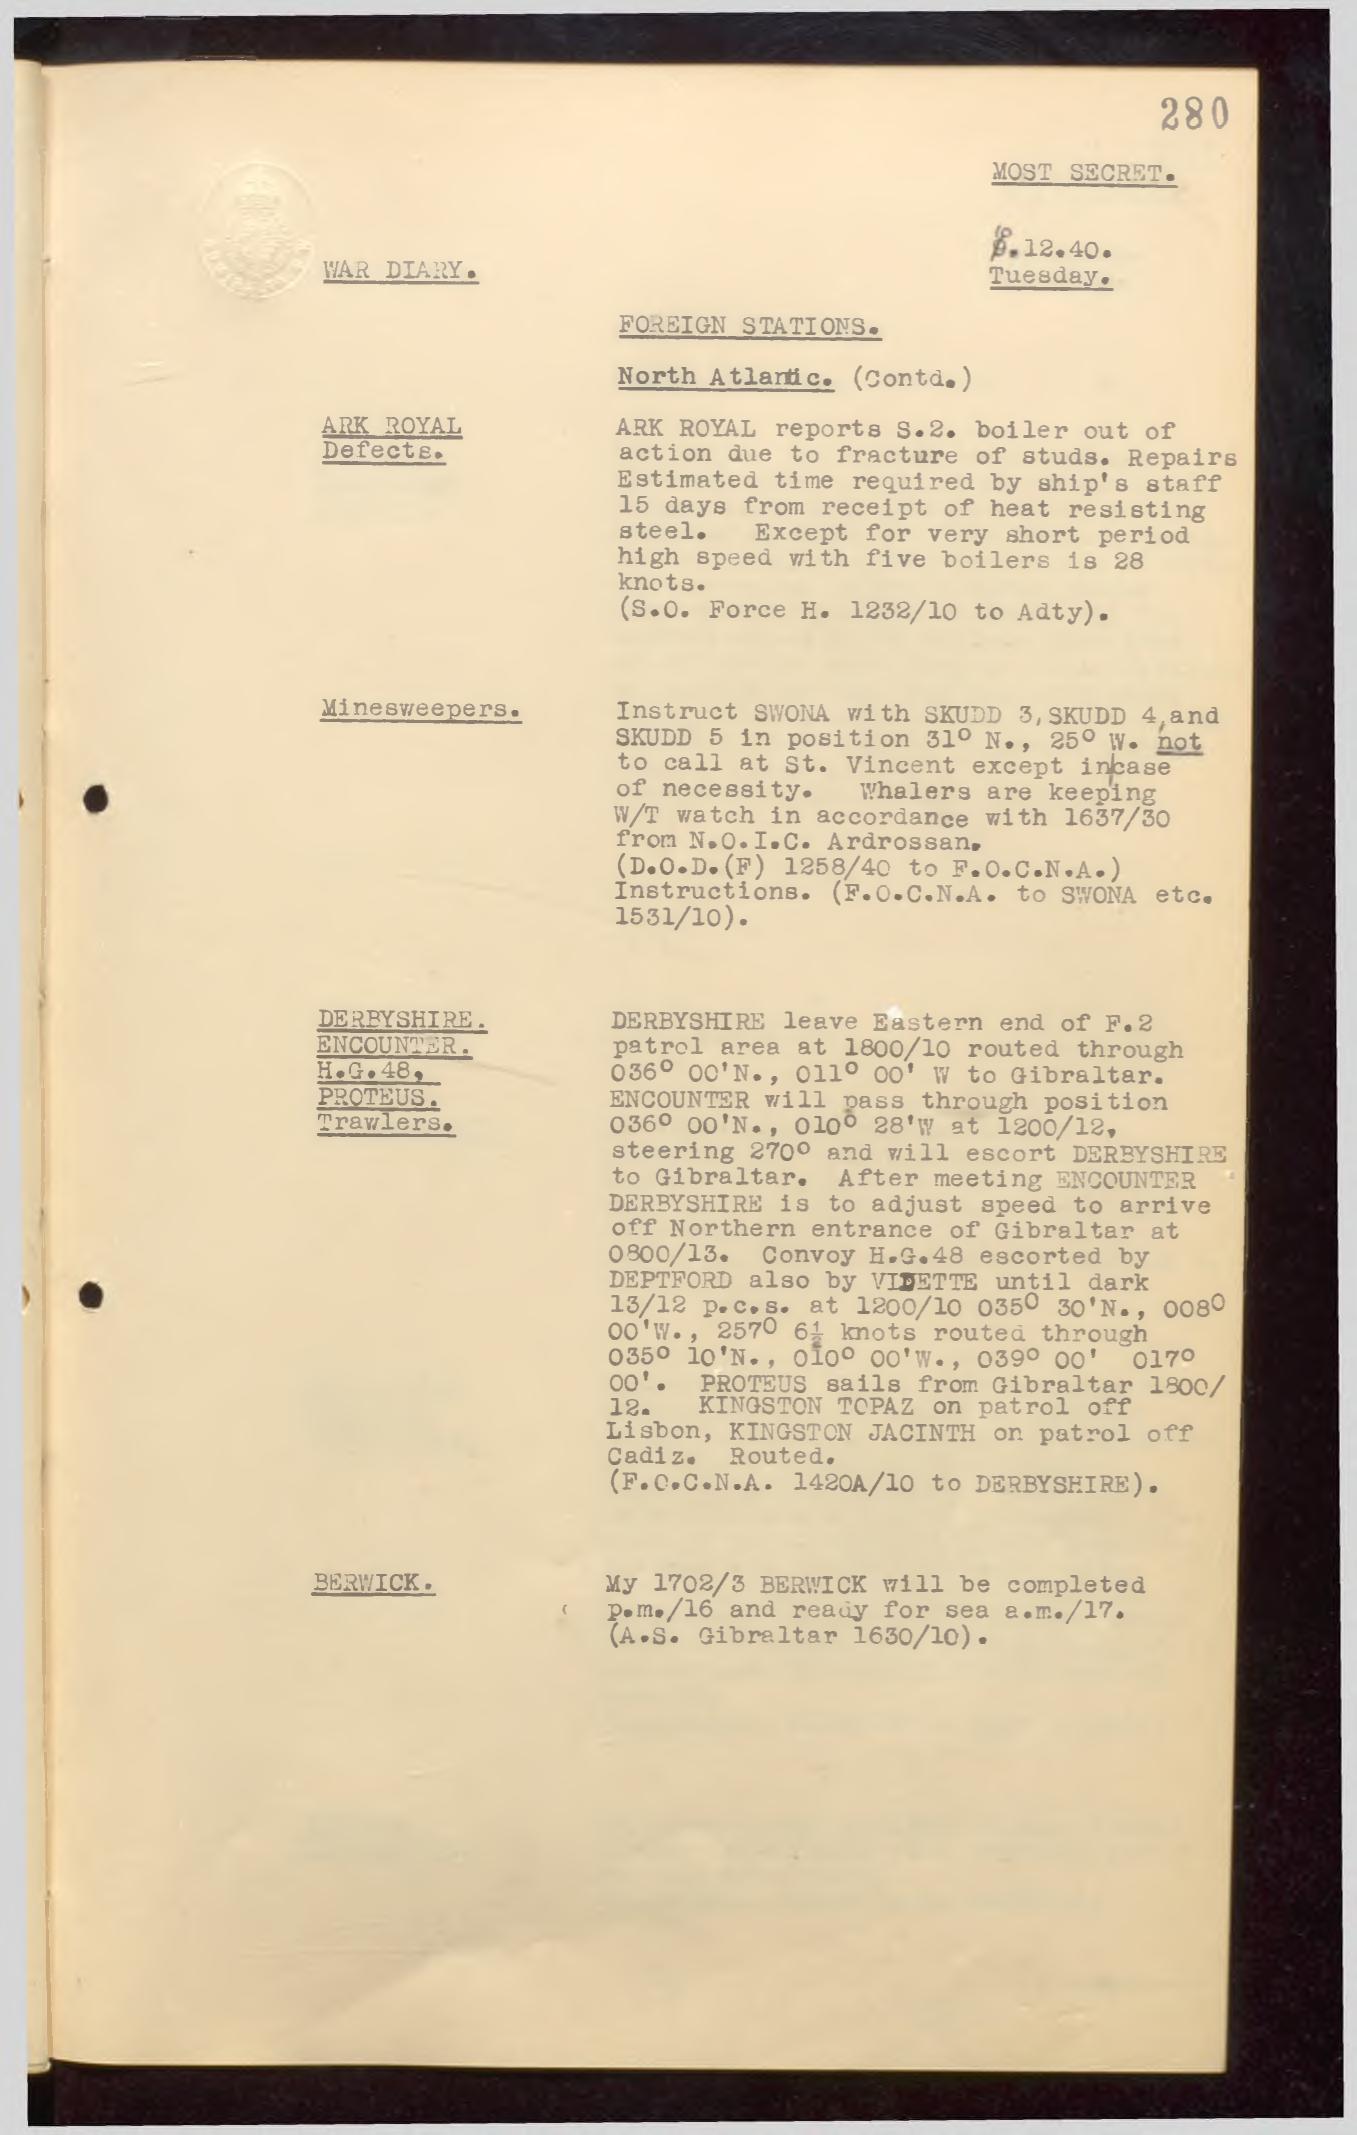 280
MOST SECRET.
10.12.40.
Tuesday.
WAR DIARY.
FOREIGN STATIONS.
North Atlantic. (Contd.)
ARK ROYAL
Defects.
ARK ROYAL reports S.2. boiler out of
action due to fracture of studs. Repairs
Estimated time required by ship's staff
15 days from receipt of heat resisting
steel. Except for very short period
high speed with five boilers is 28
knots.
(S.O. Force H. 1232/10 to Adty).
Minesweepers.
Instruct SWONA with SKUDD 3, SKUDD 4, and
SKUDD 5 in position 31° N., 25° W. not
to call at St. Vincent except in case
of necessity. Whalers are keeping
W/T watch in accordance with 1637/30
from N.O.I.C. Ardrossan.
(D.O.D.(F) 1258/40 to F.O.C.N.A.)
Instructions. (F.O.C.N.A. to SWONA etc.
1531/10).
DERBYSHIRE.
ENCOUNTER.
H.G.48,
PROTEUS.
Trawlers.
DERBYSHIRE leave Eastern end of F.2
patrol area at 1800/10 routed through
036° 00'N., 011° 00' W to Gibraltar.
ENCOUNTER will pass through position
036° 00'N., 010° 28'W at 1200/12,
steering 270° and will escort DERBYSHIRE
to Gibraltar. After meeting ENCOUNTER
DERBYSHIRE is to adjust speed to arrive
off Northern entrance of Gibraltar at
0800/13. Convoy H.G.48 escorted by
DEPTFORD also by VIDETTE until dark
13/12 p.c.s. at 1200/10 035° 30'N., 008°
00'W., 257° 6½ knots routed through
035° 10'N., 010° 00'W., 039° 00' 017°
00'. PROTEUS sails from Gibraltar 1800/
12. KINGSTON TOPAZ on patrol off
Lisbon, KINGSTON JACINTH on patrol off
Cadiz. Routed.
(F.O.C.N.A. 1420A/10 to DERBYSHIRE).
BERWICK.
My 1702/3 BERWICK will be completed
p.m./16 and ready for sea a.m./17.
(A.S. Gibraltar 1630/10).